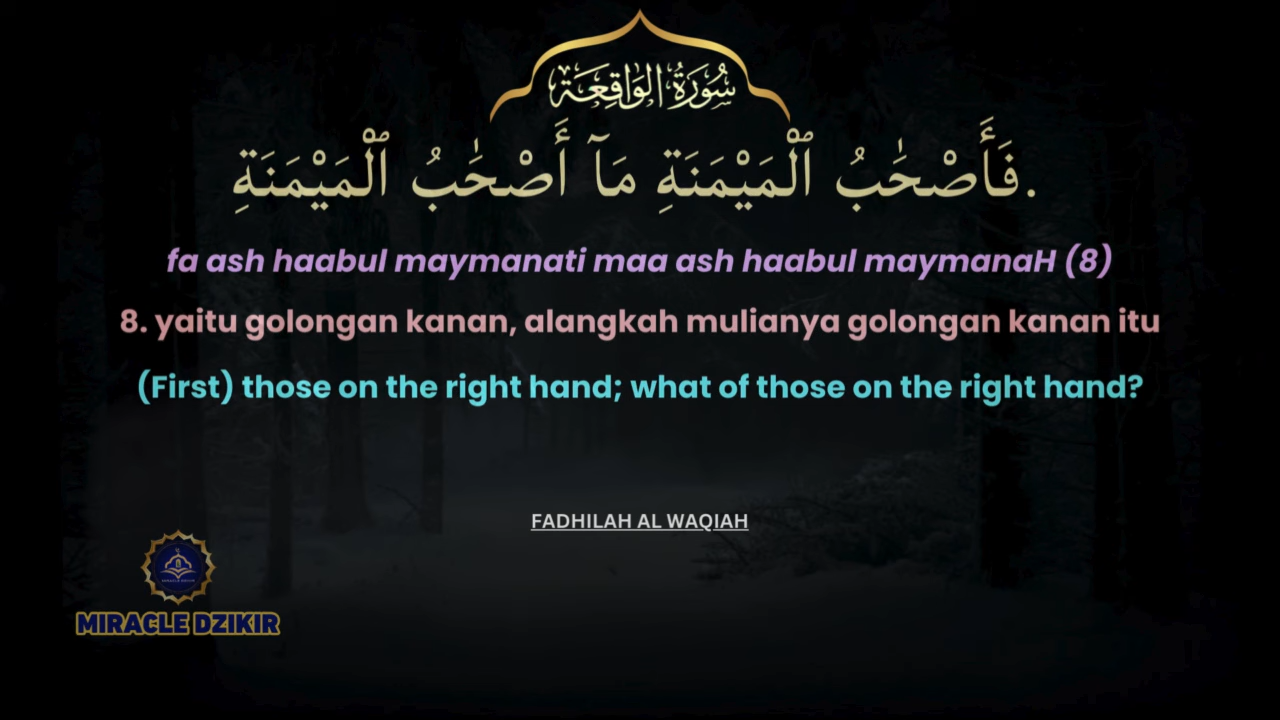 سُورَةُ الوَاقِعَة
فَأَصْحَٰبُ ٱلْمَيْمَنَةِ مَآ أَصْحَٰبُ ٱلْمَيْمَنَةِ.
fa ash haabul maymanati maa ash haabul maymanaH (8)
8. yaitu golongan kanan, alangkah mulianya golongan kanan itu
(First) those on the right hand; what of those on the right hand?
FADHILAH AL WAQIAH
MIRACLE DZIKIR
MIRACLE DZIKIR